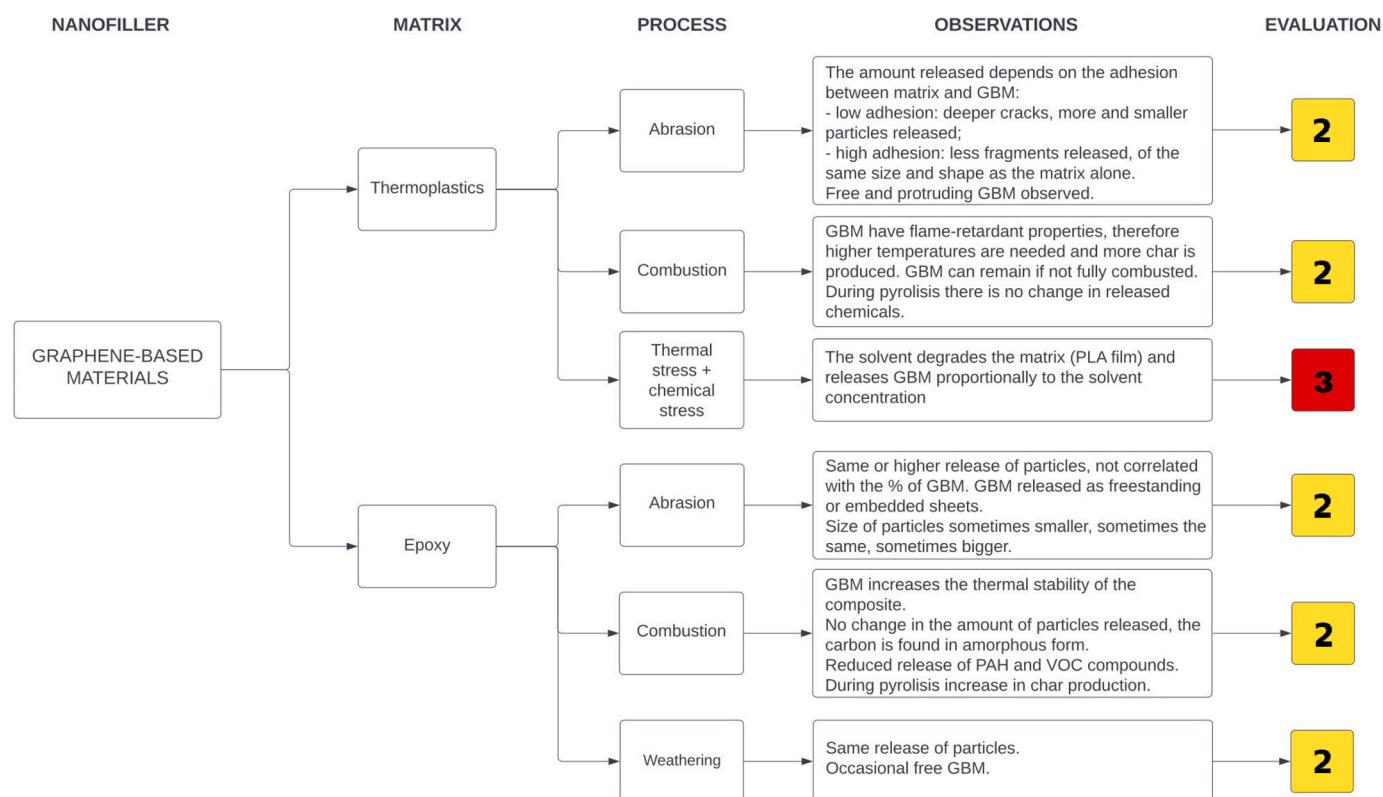 NANOFILLER
MATRIX
PROCESS
OBSERVATIONS
EVALUATION
GRAPHENE-BASED
MATERIALS
Thermoplastics
Abrasion
The amount released depends on the adhesion
between matrix and GBM:
- low adhesion: deeper cracks, more and smaller
particles released;
- high adhesion: less fragments released, of the
same size and shape as the matrix alone.
Free and protruding GBM observed.
2
Combustion
GBM have flame-retardant properties, therefore
higher temperatures are needed and more char is
produced. GBM can remain if not fully combusted.
During pyrolisis there is no change in released
chemicals.
2
Thermal
stress +
chemical
stress
The solvent degrades the matrix (PLA film) and
releases GBM proportionally to the solvent
concentration
3
Epoxy
Abrasion
Same or higher release of particles, not correlated
with the % of GBM. GBM released as freestanding
or embedded sheets.
Size of particles sometimes smaller, sometimes the
same, sometimes bigger.
2
Combustion
GBM increases the thermal stability of the
composite.
No change in the amount of particles released, the
carbon is found in amorphous form.
Reduced release of PAH and VOC compounds.
During pyrolisis increase in char production.
2
Weathering
Same release of particles.
Occasional free GBM.
2